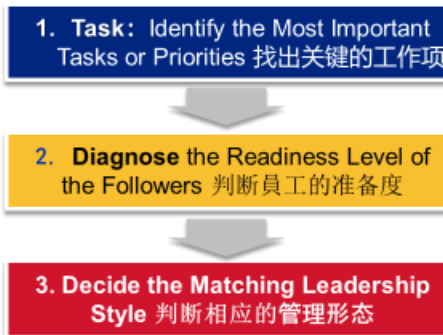 1. Task: Identify the Most Important
Tasks or Priorities 找出关键的工作项
2. Diagnose the Readiness Level of
the Followers 判断員工的准备度
3. Decide the Matching Leadership
Style 判断相应的管理形态